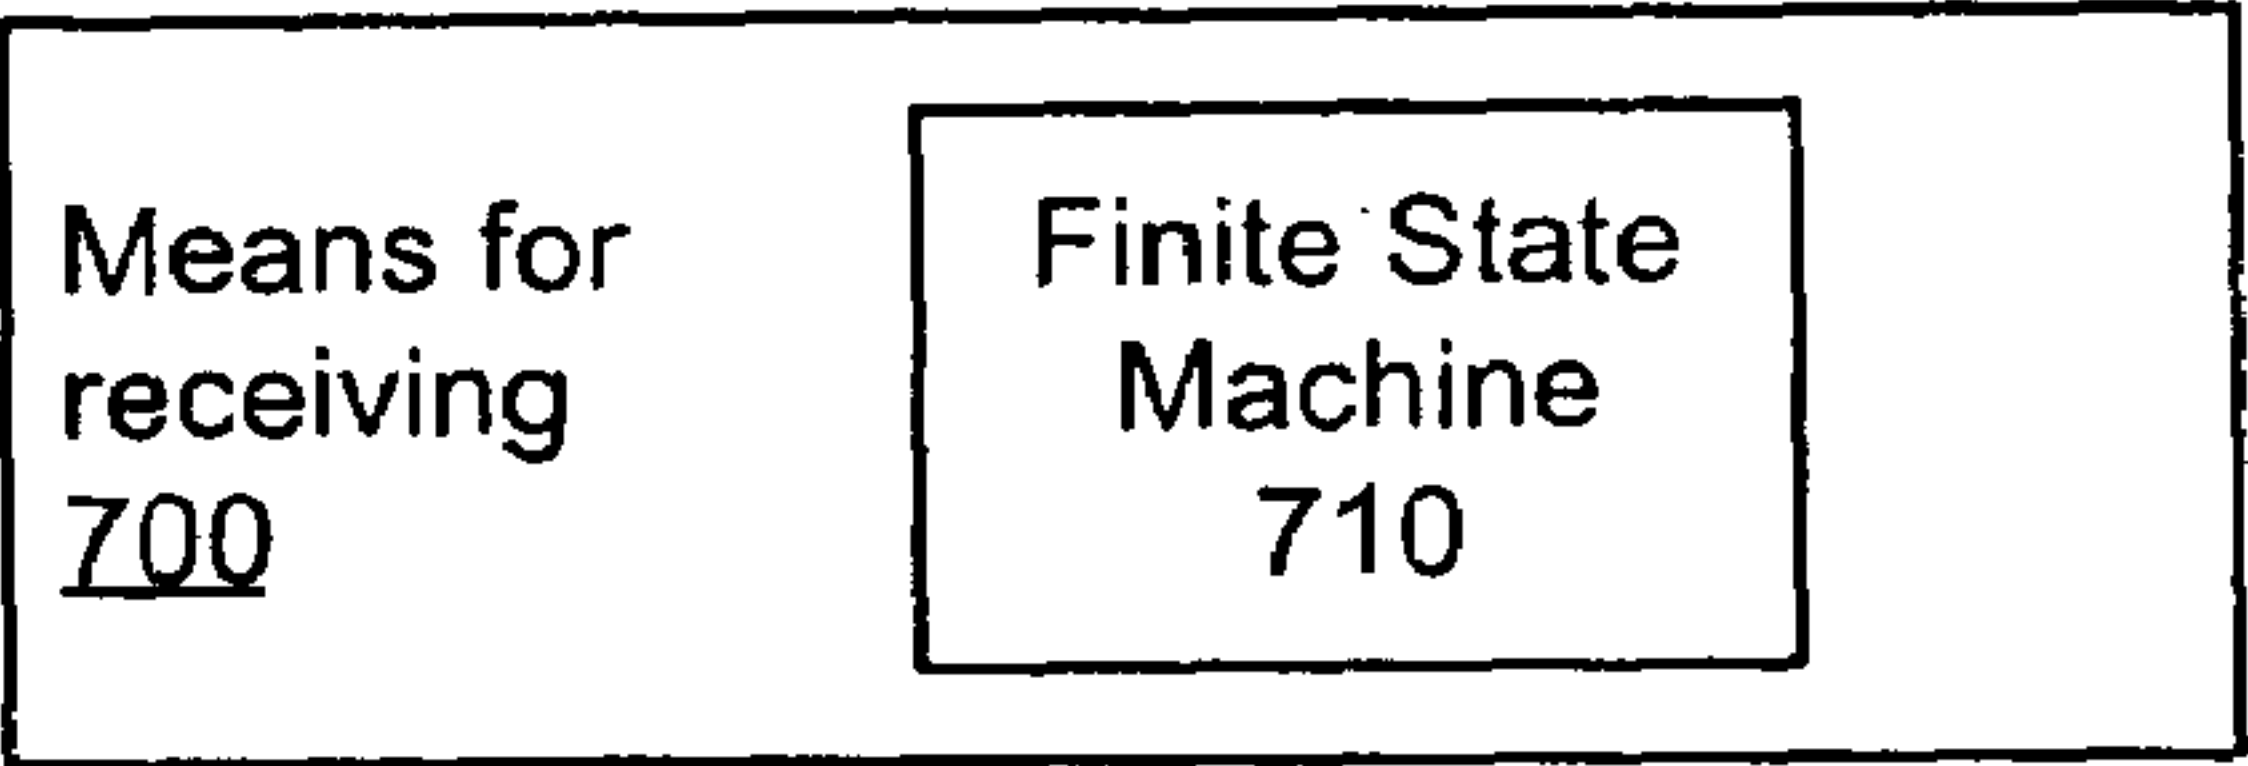 Means for
receiving
700
Finite State
Machine
710